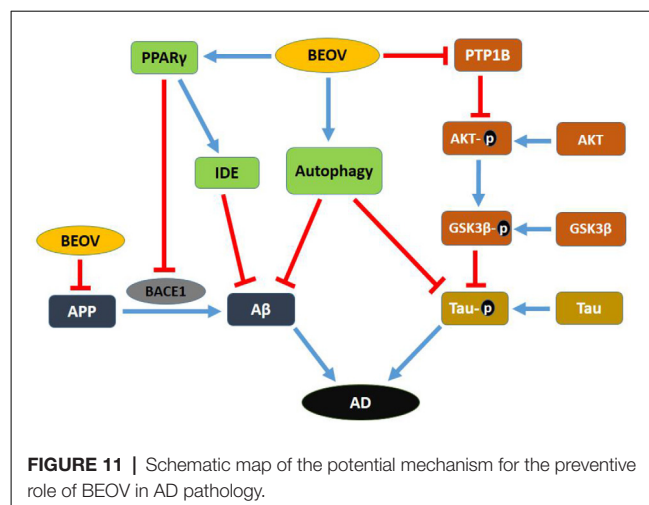 PPARγ
BEOV
PTP1B
AKT- p
AKT
IDE
Autophagy
GSK3β- p
GSK3β
BEOV
BACE1
APP
Aβ
Tau- p
Tau
AD
FIGURE 11 | Schematic map of the potential mechanism for the preventive
role of BEOV in AD pathology.